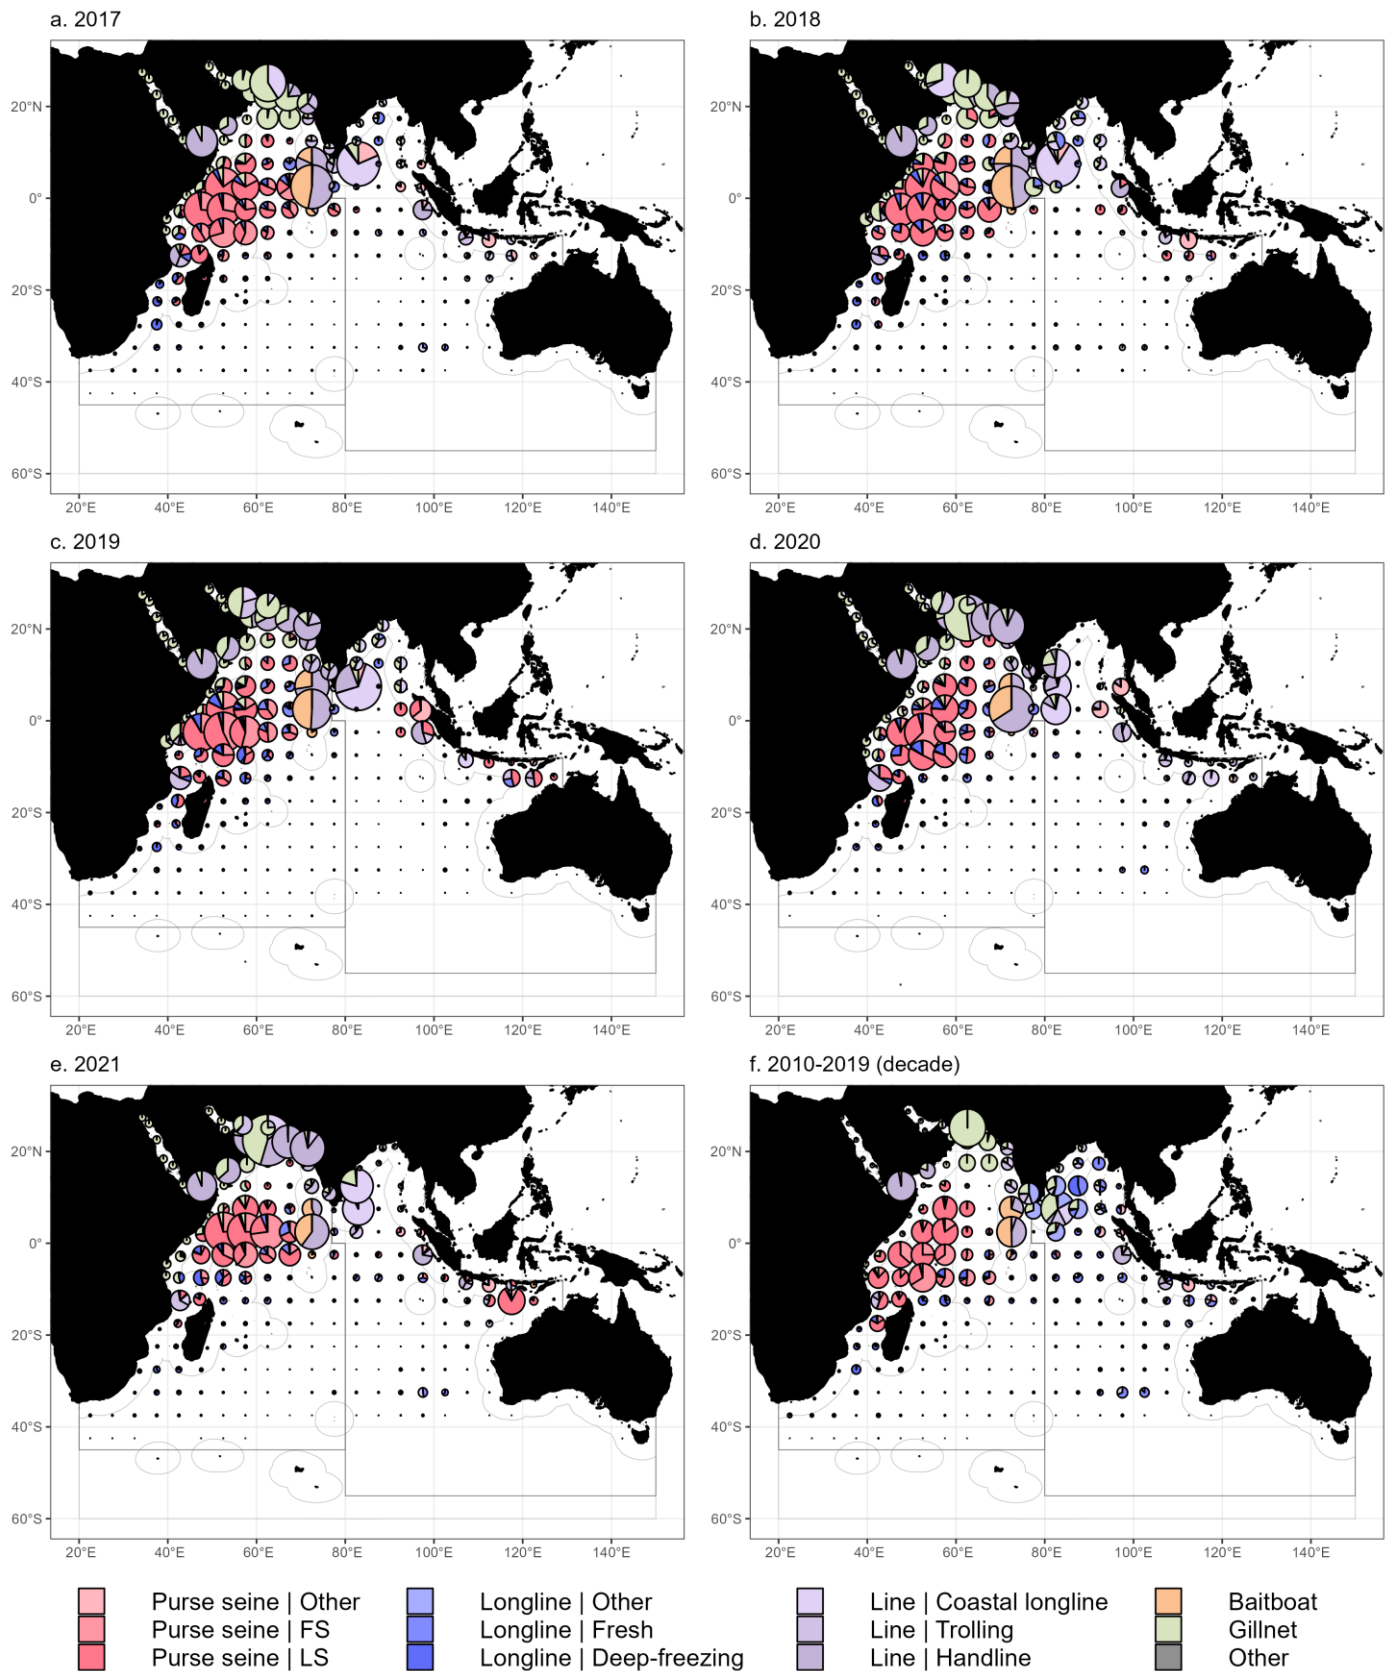 a. 2017
b. 2018
20°N
0°
20°S
40°S
60°S
20°N
0°
20°S
40°S
60°S
20°E 40°E 60°E 80°E 100°E 120°E 140°E
20°E 40°E 60°E 80°E 100°E 120°E 140°E
c. 2019
d. 2020
20°N
0°
20°S
40°S
60°S
20°N
0°
20°S
40°S
60°S
20°E 40°E 60°E 80°E 100°E 120°E 140°E
20°E 40°E 60°E 80°E 100°E 120°E 140°E
e. 2021
f. 2010-2019 (decade)
20°N
0°
20°S
40°S
60°S
20°N
0°
20°S
40°S
60°S
20°E 40°E 60°E 80°E 100°E 120°E 140°E
20°E 40°E 60°E 80°E 100°E 120°E 140°E
Purse seine | Other
Purse seine | FS
Purse seine | LS
Longline | Other
Longline | Fresh
Longline | Deep-freezing
Line | Coastal longline
Line | Trolling
Line | Handline
Baitboat
Gillnet
Other